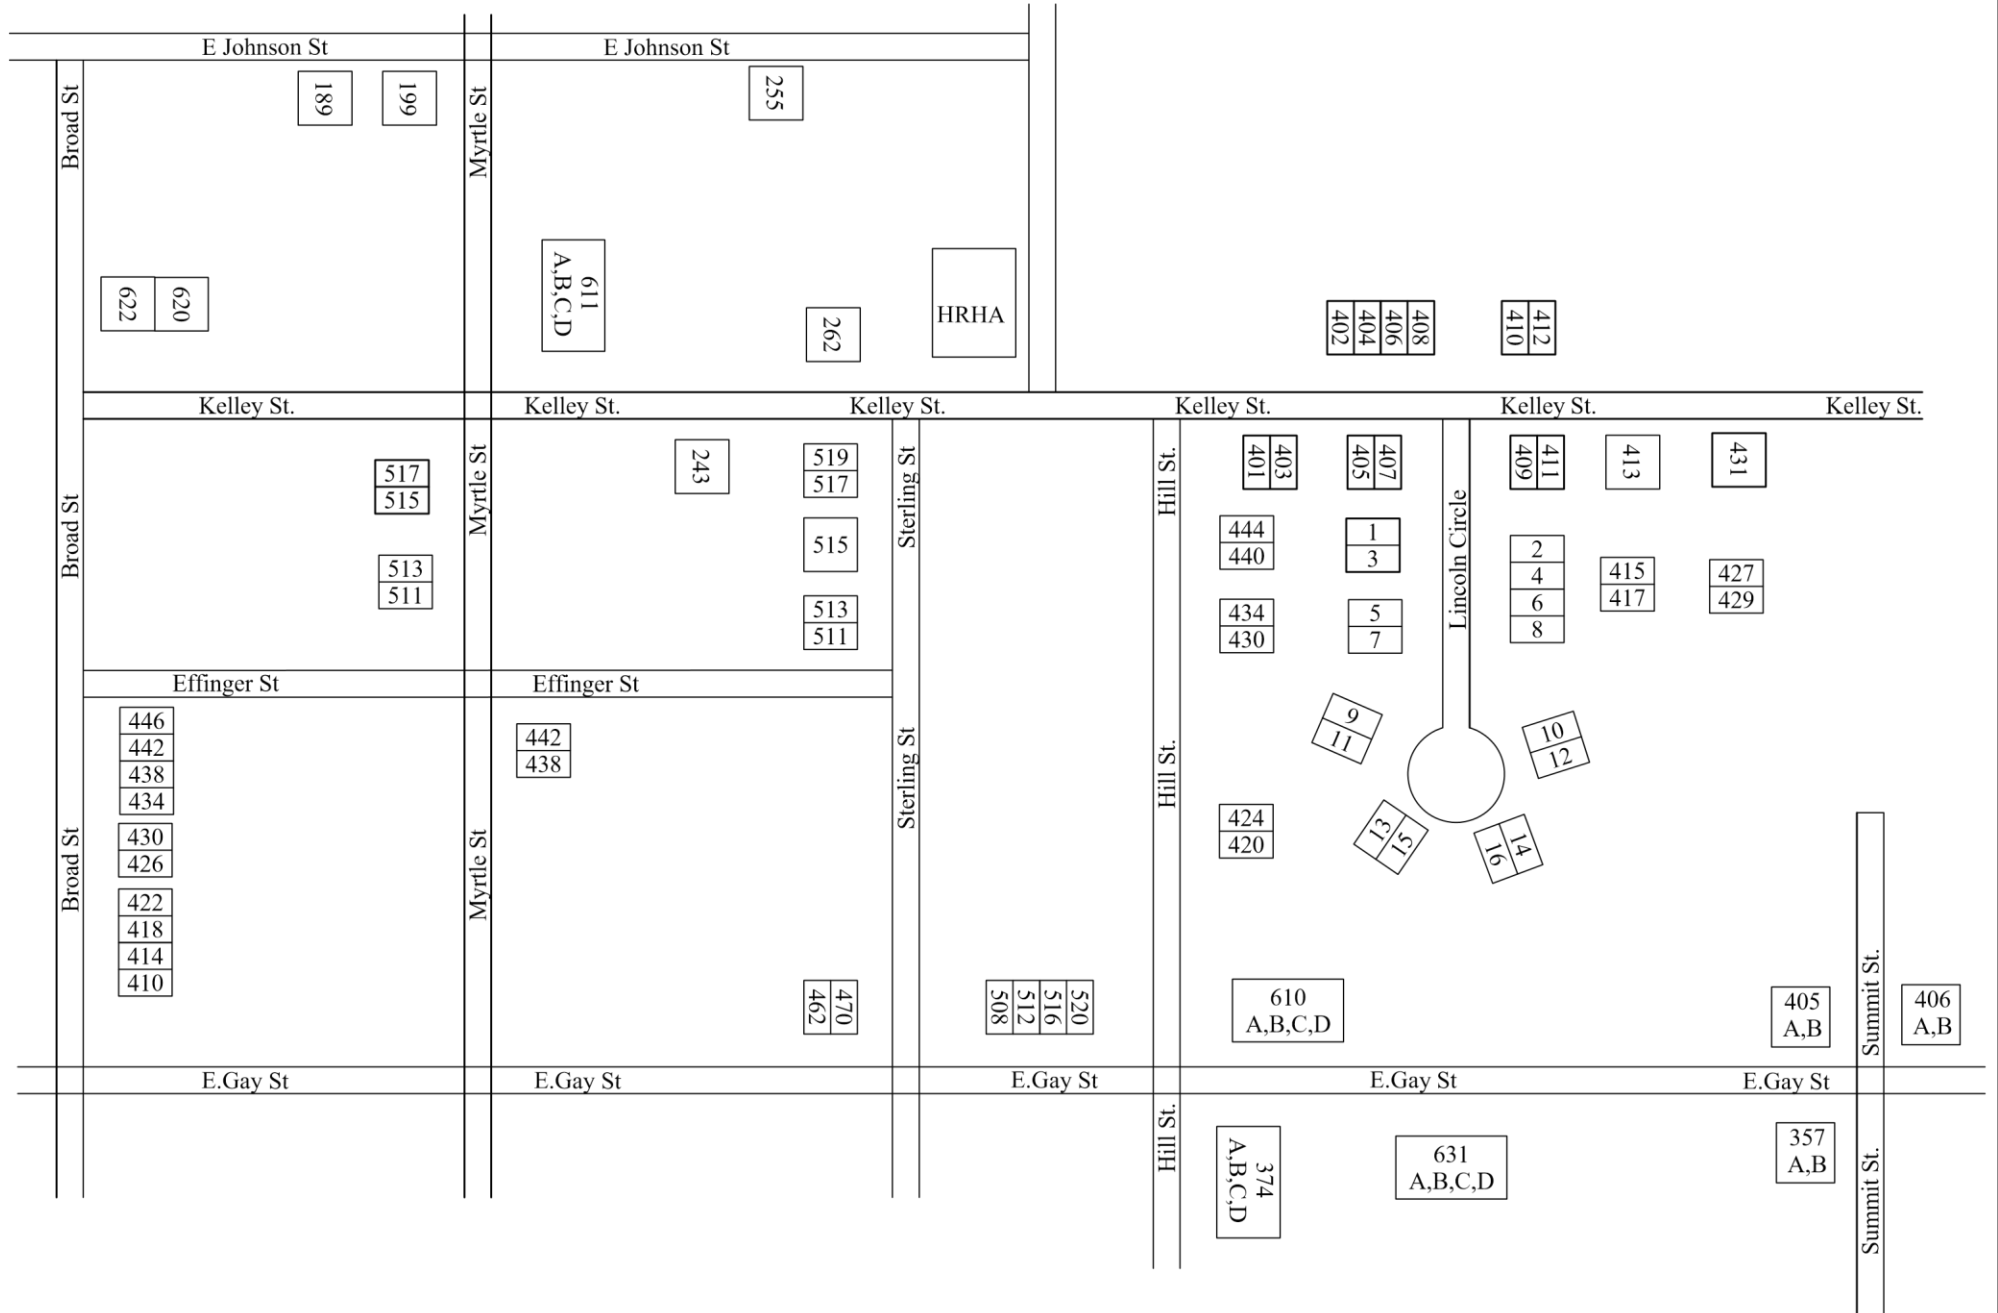 E Johnson St
E Johnson St
Broad St
189
199
Myrtle St
255
622
620
611
A,B,C,D
262
HRHA
402
404
406
408
410
412
Kelley St.
Kelley St.
Kelley St.
Kelley St.
Kelley St.
Kelley St.
Broad St
517
515
513
511
Myrtle St
243
519
517
515
513
511
Sterling St
Hill St.
401
403
405
407
409
411
413
431
444
440
434
430
1
3
5
7
Lincoln Circle
2
4
6
8
415
417
427
429
Effinger St
Effinger St
446
442
438
434
430
426
422
418
414
410
Broad St
Myrtle St
442
438
Sterling St
Hill St.
9
11
10
12
13
15
14
16
424
420
462
470
508
512
516
520
610
A,B,C,D
405
A,B
Summit St.
406
A,B
E.Gay St
E.Gay St
E.Gay St
E.Gay St
E.Gay St
Hill St.
374
A,B,C,D
631
A,B,C,D
357
A,B
Summit St.